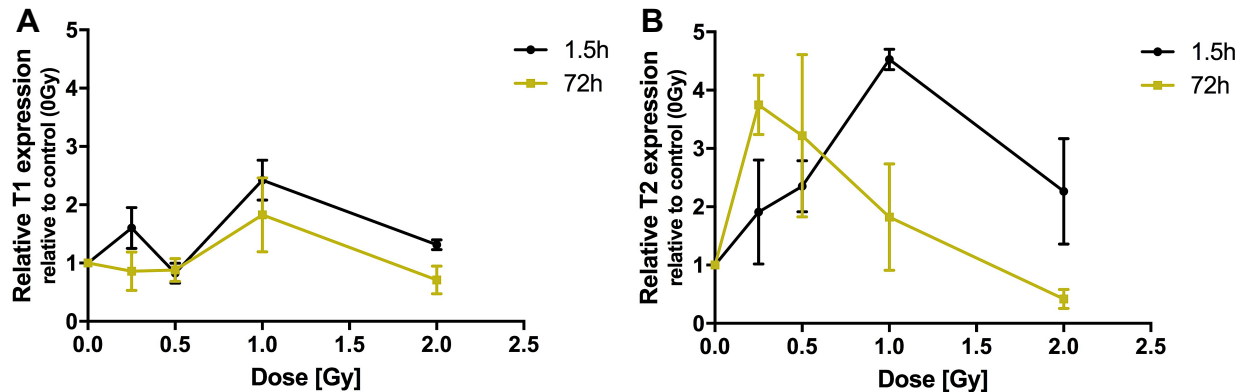 A
Relative T1 expression
relative to control (0Gy)
5
4
3
2
1
0
0.0 0.5 1.0 1.5 2.0 2.5
Dose [Gy]
1.5h
72h
B
Relative T2 expression
relative to control (0Gy)
5
4
3
2
1
0
0.0 0.5 1.0 1.5 2.0 2.5
Dose [Gy]
1.5h
72h